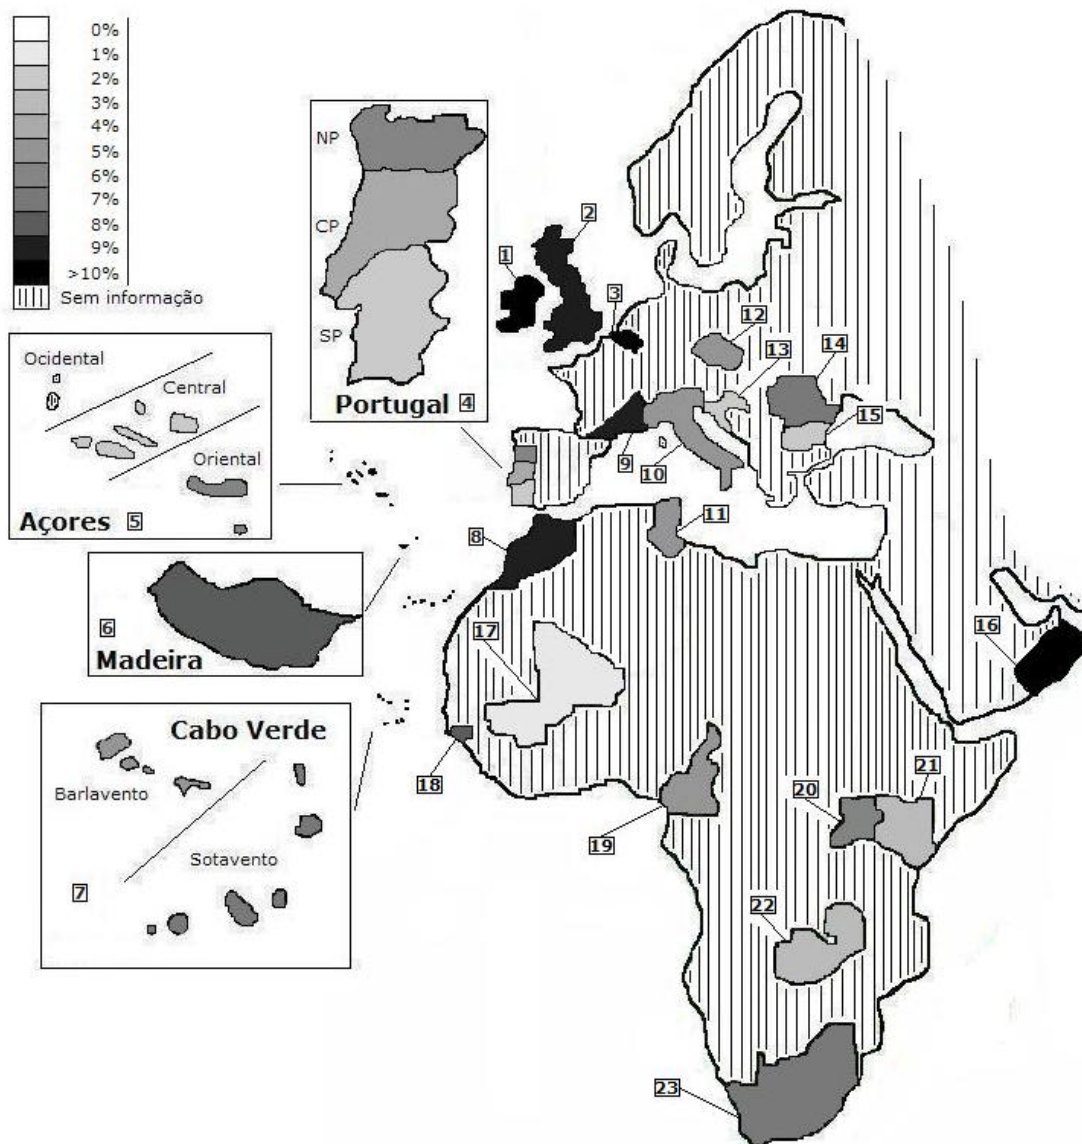 0%
1%
2%
3%
4%
5%
6%
7%
8%
9%
>10%
Sem informação
NP
CP
SP
Portugal 4
Ocidental
Central
Oriental
Açores 5
6
Madeira
Cabo Verde
Barlavento
Sotavento
7
1
2
3
12
13
14
15
9
10
11
8
16
17
18
19
20
21
22
23